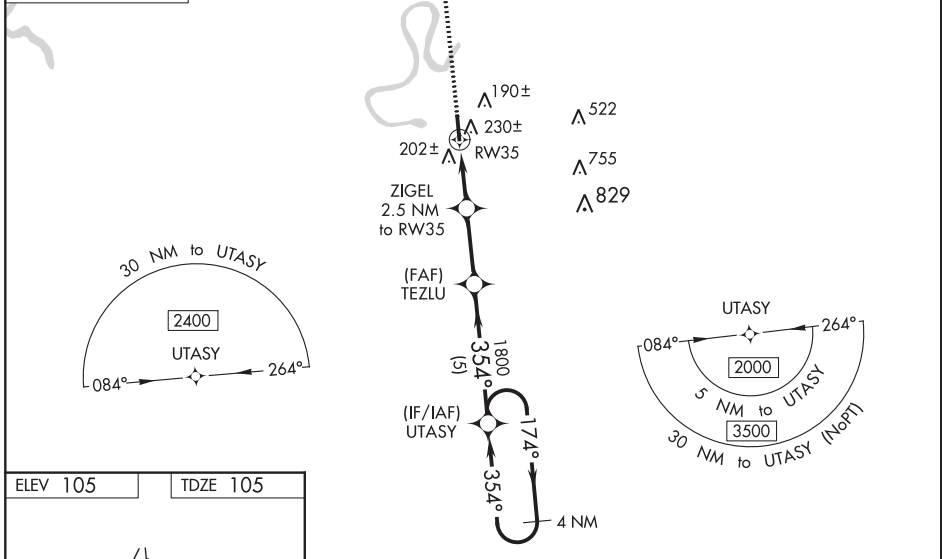 190±
522
230±
202±
RW35
755
829
ZIGEL
2.5 NM
to RW35
30 NM to UTASY
2400
UTASY
084°
264°
(FAF)
TEZLU
1800
354°
(5)
(IF/IAF)
UTASY
174°
354°
4 NM
UTASY
084°
264°
2000
5 NM to UTASY
3500
30 NM to UTASY (NoPT)
ELEV 105
TDZE 105